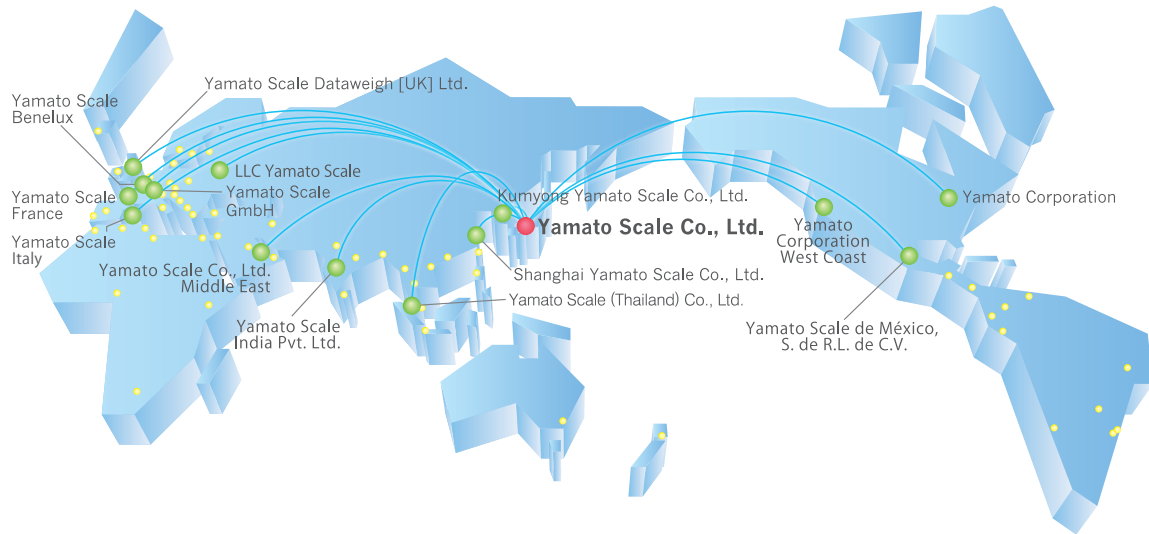 Yamato Scale Dataweigh [UK] Ltd.
Yamato Scale
Benelux
LLC Yamato Scale
Yamato Scale
GmbH
Yamato Scale
France
Yamato Scale
Italy
Yamato Scale Co., Ltd.
Middle East
Yamato Scale
India Pvt. Ltd.
Kumyong Yamato Scale Co., Ltd.
Yamato Scale Co., Ltd.
Shanghai Yamato Scale Co., Ltd.
Yamato Scale (Thailand) Co., Ltd.
Yamato Corporation
Yamato
Corporation
West Coast
Yamato Scale de México,
S. de R.L. de C.V.